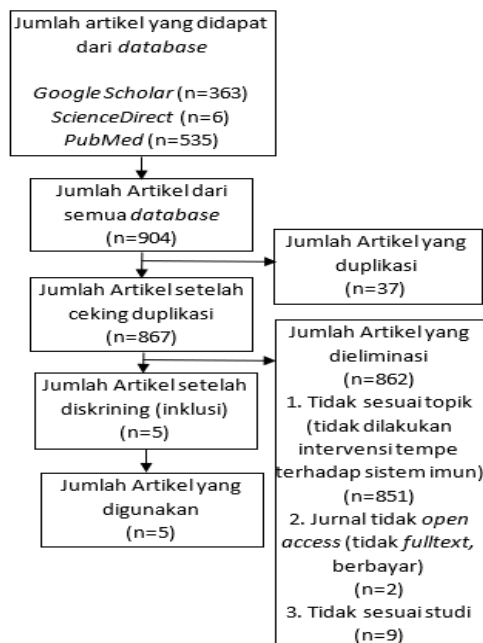 Jumlah artikel yang didapat
dari database
Google Scholar (n=363)
ScienceDirect (n=6)
PubMed (n=535)
Jumlah Artikel dari
semua database
(n=904)
Jumlah Artikel yang
duplikasi
(n=37)
Jumlah Artikel setelah
ceking duplikasi
(n=867)
Jumlah Artikel yang
dieliminasi
(n=862)
1. Tidak sesuai topik
(tidak dilakukan
intervensi tempe
terhadap sistem imun)
(n=851)
2. Jurnal tidak open
access (tidak fulltext,
berbayar)
(n=2)
3. Tidak sesuai studi
(n=9)
Jumlah Artikel setelah
diskrining (inklusi)
(n=5)
Jumlah Artikel yang
digunakan
(n=5)